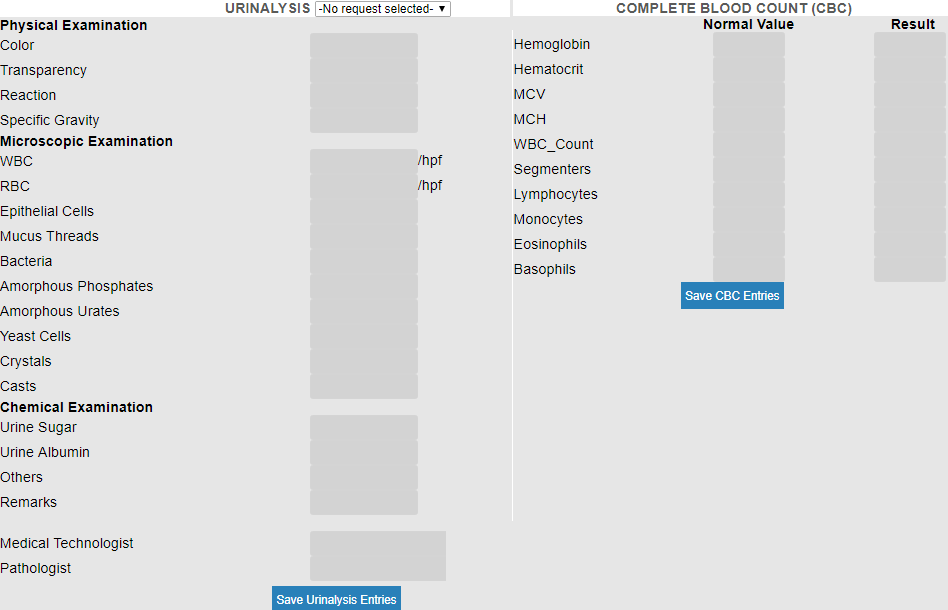 URINALYSIS -No request selected-
Physical Examination
Color
Transparency
Reaction
Specific Gravity
Microscopic Examination
WBC /hpf
RBC /hpf
Epithelial Cells
Mucus Threads
Bacteria
Amorphous Phosphates
Amorphous Urates
Yeast Cells
Crystals
Casts
Chemical Examination
Urine Sugar
Urine Albumin
Others
Remarks
Medical Technologist
Pathologist
Save Urinalysis Entries
COMPLETE BLOOD COUNT (CBC)
Normal Value Result
Hemoglobin
Hematocrit
MCV
MCH
WBC_Count
Segmenters
Lymphocytes
Monocytes
Eosinophils
Basophils
Save CBC Entries